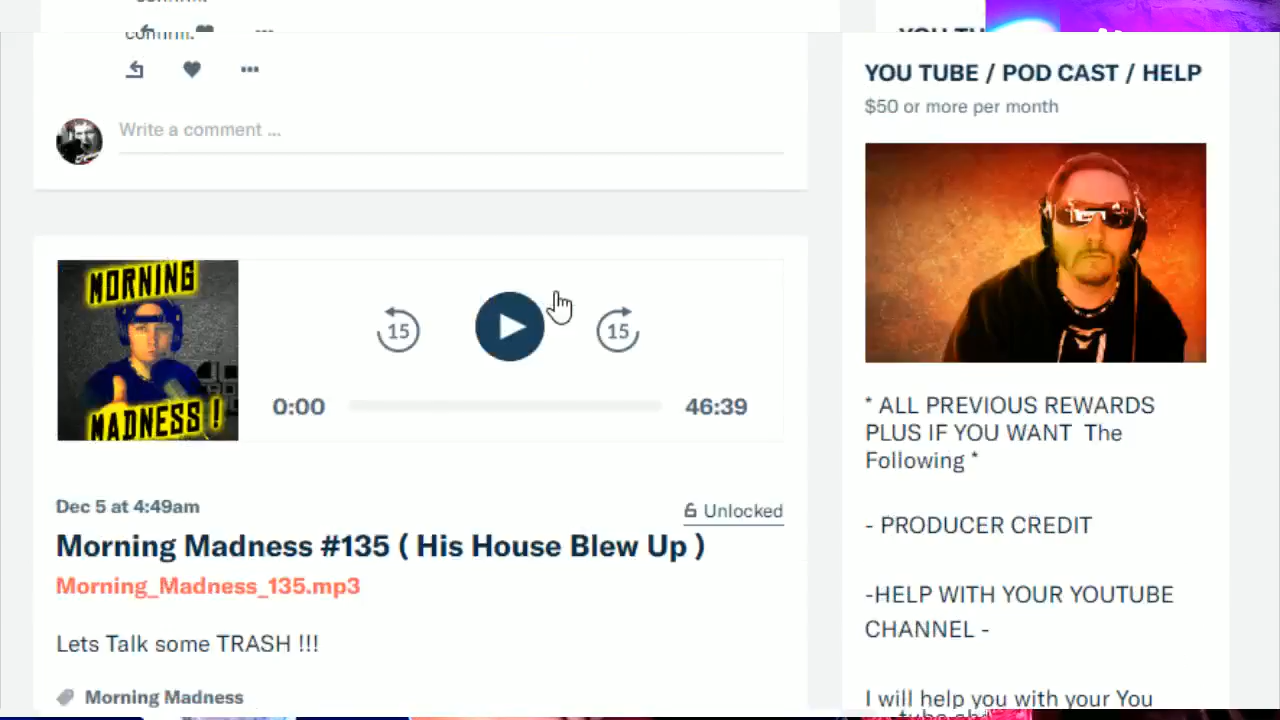 confirm.
Write a comment ...
MORNING
MADNESS !
15
15
0:00
46:39
Dec 5 at 4:49am
Unlocked
Morning Madness #135 ( His House Blew Up )
Morning_Madness_135.mp3
Lets Talk some TRASH !!!
Morning Madness
YOU TUBE / POD CAST / HELP
$50 or more per month
* ALL PREVIOUS REWARDS
PLUS IF YOU WANT The
Following *
- PRODUCER CREDIT
-HELP WITH YOUR YOUTUBE
CHANNEL -
I will help you with your You